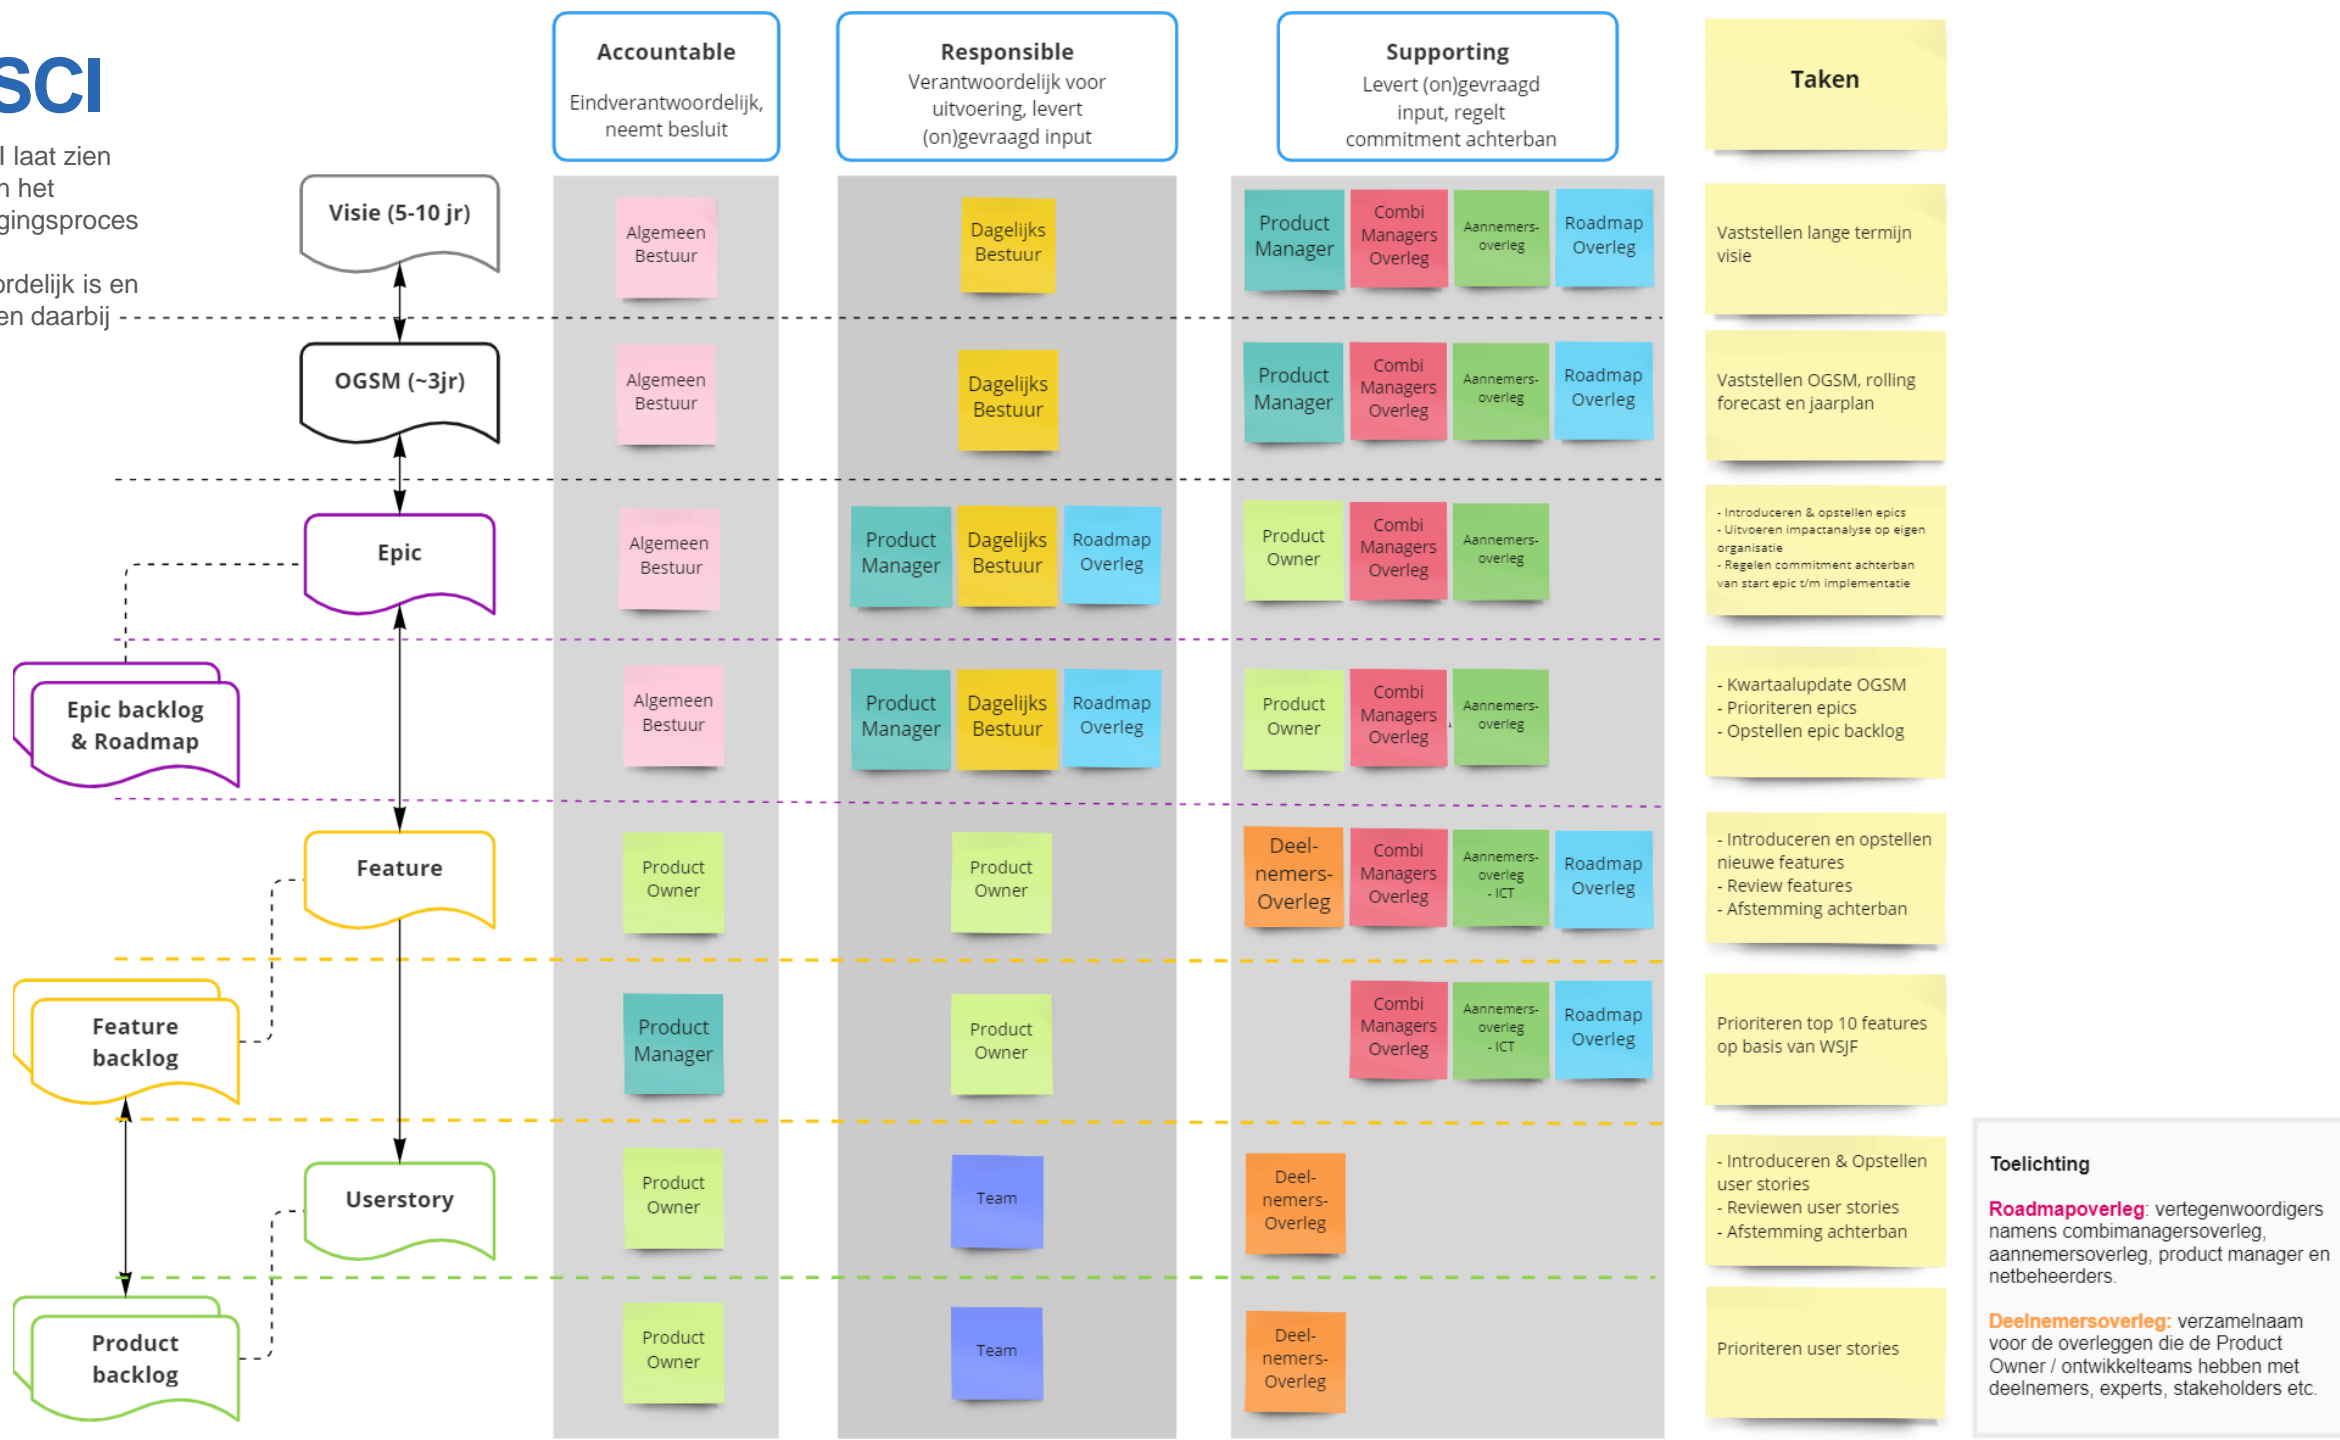 SCI
laat zien
het
ordelijk is en
daarbij
Accountable
Eindverantwoordelijk,
neemt besluit
Responsible
Verantwoordelijk voor
uitvoering, levert
(on)gevraagd input
Supporting
Levert (on)gevraagd
input, regelt
commitment achterban
Taken
Visie (5-10 jr)
Algemeen
Bestuur
Dagelijks
Bestuur
Product
Manager
Combi
Managers
Overleg
Aannemers-
overleg
Roadmap
Overleg
Vaststellen lange termijn
visie
OGSM (~3jr)
Algemeen
Bestuur
Dagelijks
Bestuur
Product
Manager
Combi
Managers
Overleg
Aannemers-
overleg
Roadmap
Overleg
Vaststellen OGSM, rolling
forecast en jaarplan
Epic
Algemeen
Bestuur
Product
Manager
Dagelijks
Bestuur
Roadmap
Overleg
Product
Owner
Combi
Managers
Overleg
Aannemers-
overleg
- Introduceren & opstellen epics
- Uitvoeren impactanalyse op eigen
organisatie
- Regelen commitment achterban
van start epic t/m implementatie
Epic backlog
& Roadmap
Algemeen
Bestuur
Product
Manager
Dagelijks
Bestuur
Roadmap
Overleg
Product
Owner
Combi
Managers
Overleg
Aannemers-
overleg
- Kwartaalupdate OGSM
- Prioriteren epics
- Opstellen epic backlog
Feature
Product
Owner
Product
Owner
Deel-
nemers-
Overleg
Combi
Managers
Overleg
Aannemers-
overleg
- ICT
Roadmap
Overleg
- Introduceren en opstellen
nieuwe features
- Review features
- Afstemming achterban
Feature
backlog
Product
Manager
Product
Owner
Combi
Managers
Overleg
Aannemers-
overleg
- ICT
Roadmap
Overleg
Prioriteren top 10 features
op basis van WSJF
Userstory
Product
Owner
Team
Deel-
nemers-
Overleg
- Introduceren & Opstellen
user stories
- Reviewen user stories
- Afstemming achterban
Product
backlog
Product
Owner
Team
Deel-
nemers-
Overleg
Prioriteren user stories
Toelichting
Roadmapoverleg: vertegenwoordigers
namens combimanagersoverleg,
aannemersoverleg, product manager en
netbeheerders.
Deelnemersoverleg: verzamelnaam
voor de overleggen die de Product
Owner / ontwikkelteams hebben met
deelnemers, experts, stakeholders etc.